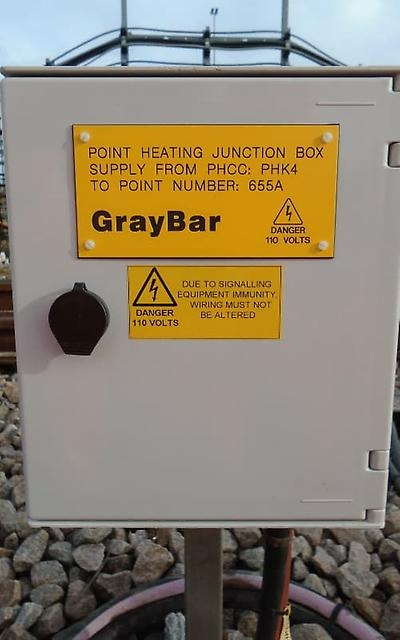 POINT HEATING JUNCTION BOX
SUPPLY FROM PHCC: PHK4
TO POINT NUMBER: 655A
GrayBar
DANGER
110 VOLTS
DUE TO SIGNALLING
EQUIPMENT IMMUNITY,
WIRING MUST NOT
BE ALTERED
DANGER
110 VOLTS